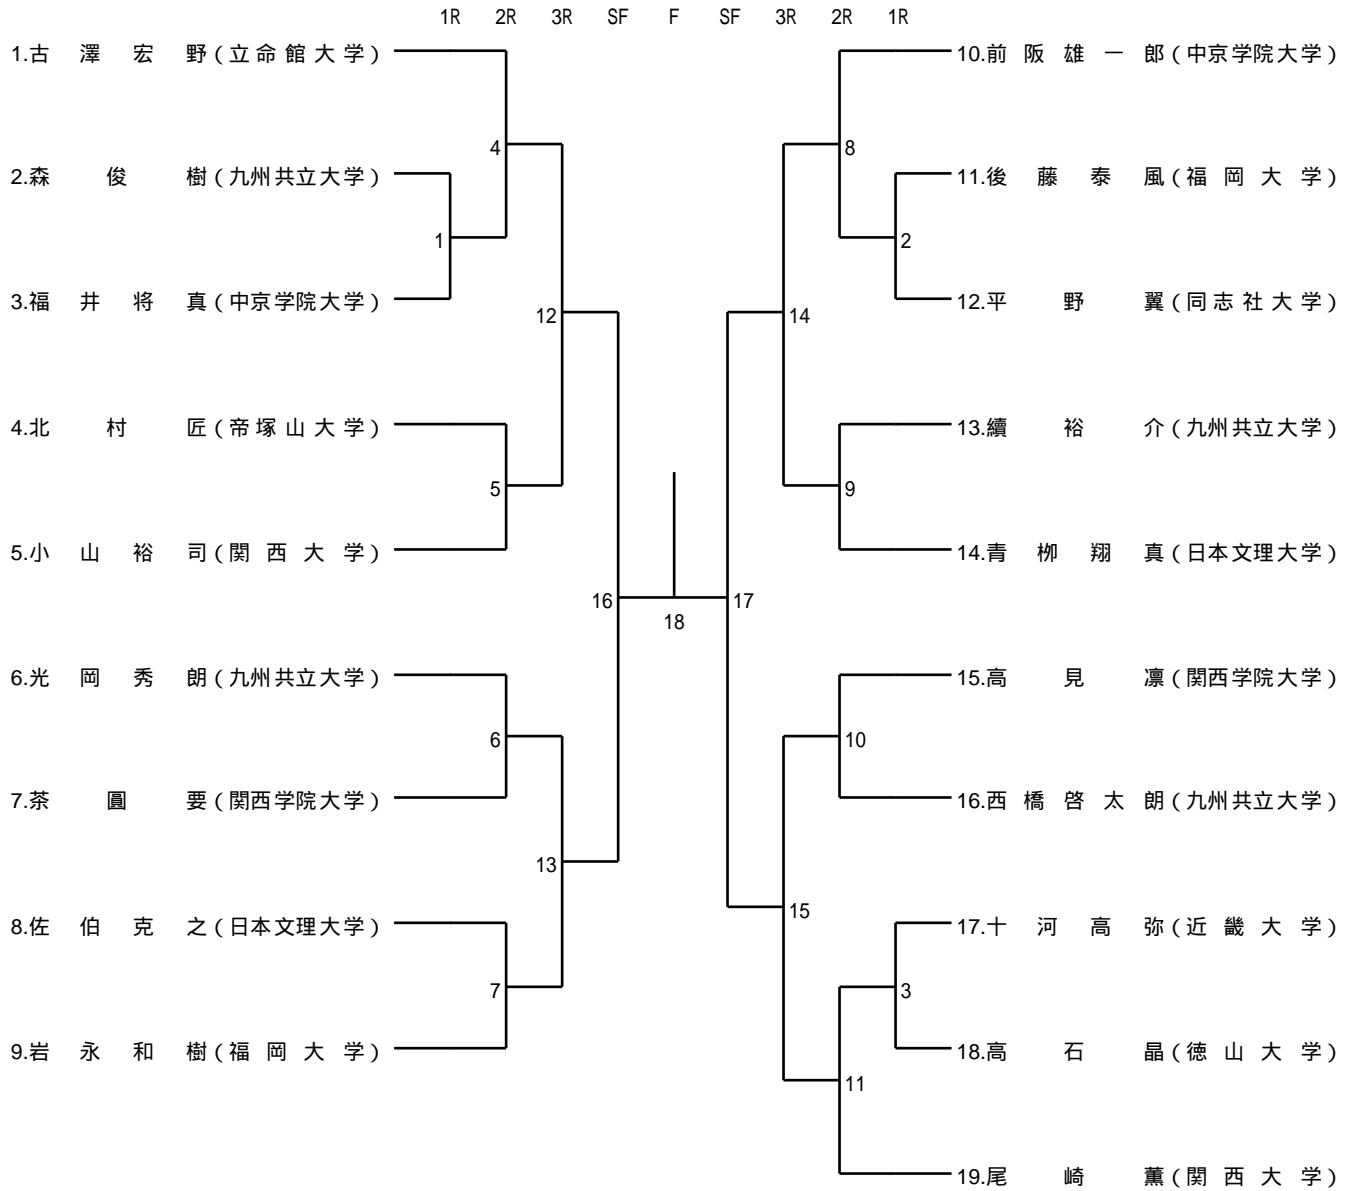 1R 2R 3R SF F SF 3R 2R 1R
1.古澤宏野(立命館大学)
2.森俊樹(九州共立大学)
3.福井将真(中京学院大学)
4.北村匠(帝塚山大学)
5.小山裕司(関西大学)
6.光岡秀朗(九州共立大学)
7.茶圓要(関西学院大学)
8.佐伯克之(日本文理大学)
9.岩永和樹(福岡大学)
4
1
12
5
16
6
13
7
18
17
8
2
14
9
10
15
3
11
10.前阪雄一郎(中京学院大学)
11.後藤泰風(福岡大学)
12.平野翼(同志社大学)
13.續裕介(九州共立大学)
14.青栁翔真(日本文理大学)
15.高見凛(関西学院大学)
16.西橋啓太朗(九州共立大学)
17.十河高弥(近畿大学)
18.高石晶(徳山大学)
19.尾崎薫(関西大学)